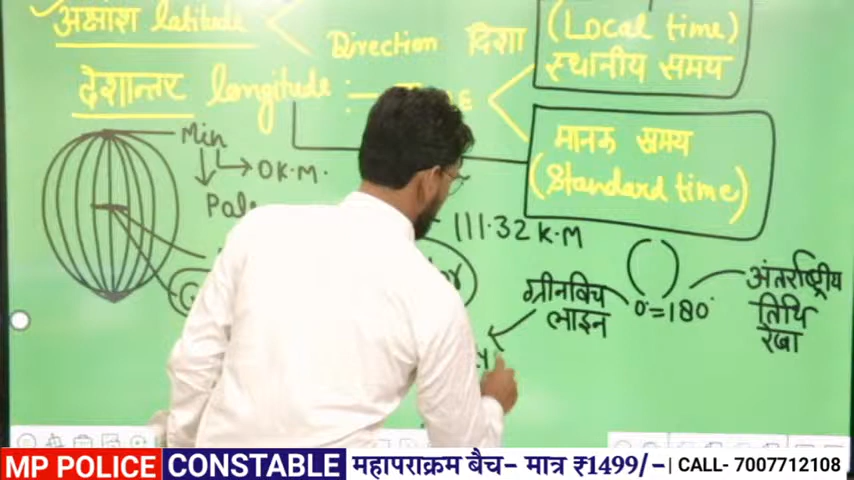 अक्षांश latitude
Direction दिशा
(Local time)
स्थानीय समय
देशान्तर longitude :-
मानक समय
(Standard time)
Min
0 K.M.
111.32 K.M
ग्रीनविच
लाइन
0° = 180°
अंतर्राष्ट्रीय
तिथि
रेखा
MP POLICE CONSTABLE महापराक्रम बैच- मात्र ₹1499/- | CALL- 7007712108